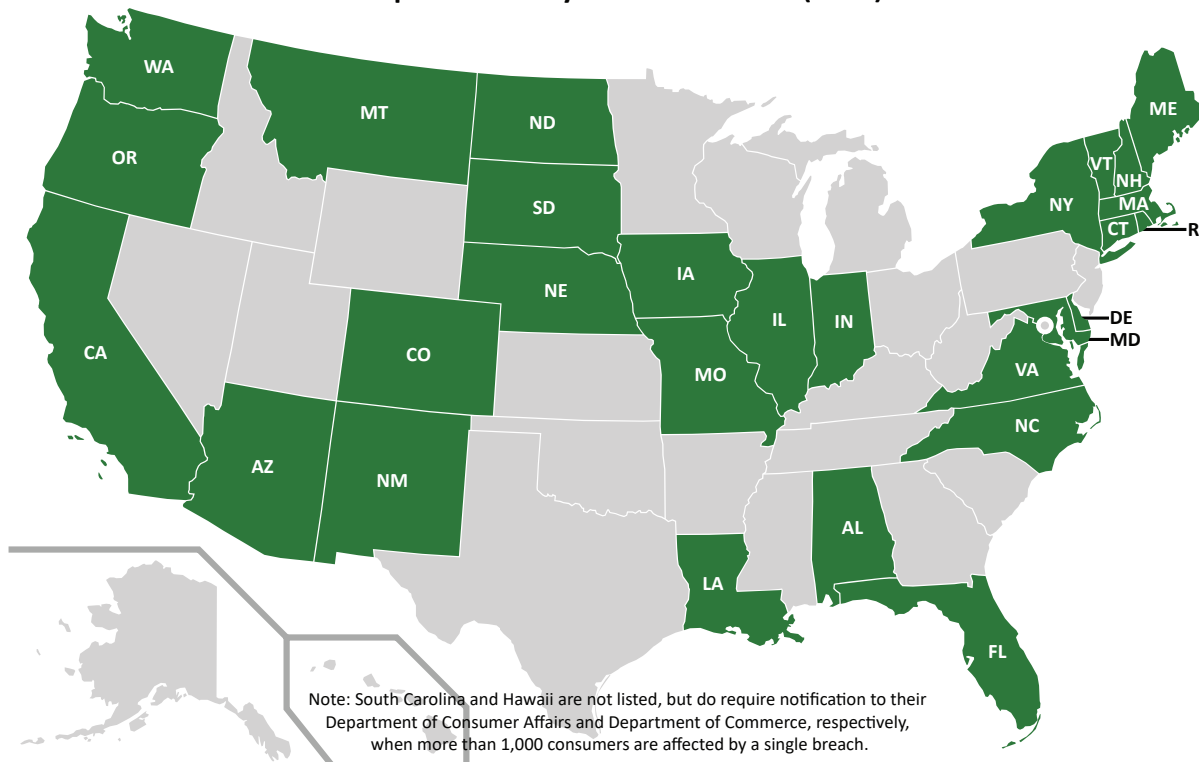 WA
MT
ND
ME
OR
VT
NH
SD
NY
MA
CT
R
IA
NE
IL
IN
DE
CO
MD
CA
MO
VA
NC
AZ
NM
AL
LA
FL
Note: South Carolina and Hawaii are not listed, but do require notification to their
Department of Consumer Affairs and Department of Commerce, respectively,
when more than 1,000 consumers are affected by a single breach.